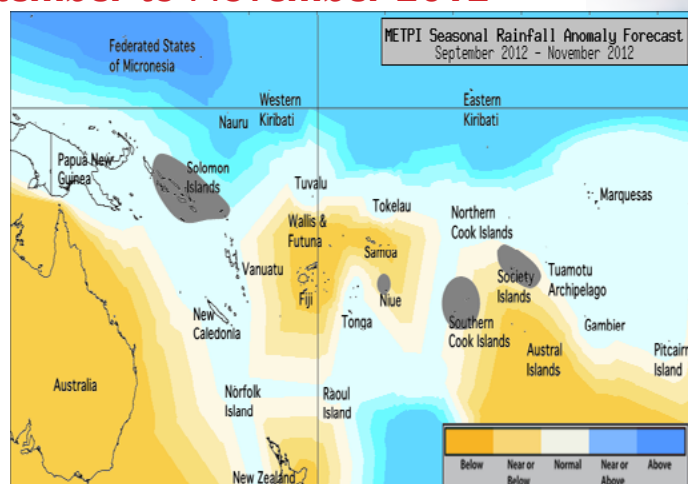 METPI Seasonal Rainfall Anomaly Forecast
September 2012 - November 2012
Federated States
of Micronesia
Nauru
Western
Kiribati
Eastern
Kiribati
Papua New
Guinea
Solomon
Islands
Tuvalu
Tokelau
Marquesas
Wallis &
Futuna
Samoa
Northern
Cook Islands
Vanuatu
Fiji
Niue
Society
Islands
Tuamotu
Archipelago
New
Caledonia
Tonga
Southern
Cook Islands
Gambier
Austral
Islands
Pitcairn
Island
Australia
Norfolk
Island
Raoul
Island
New Zealand
Below
Near or
Below
Normal
Near or
Above
Above